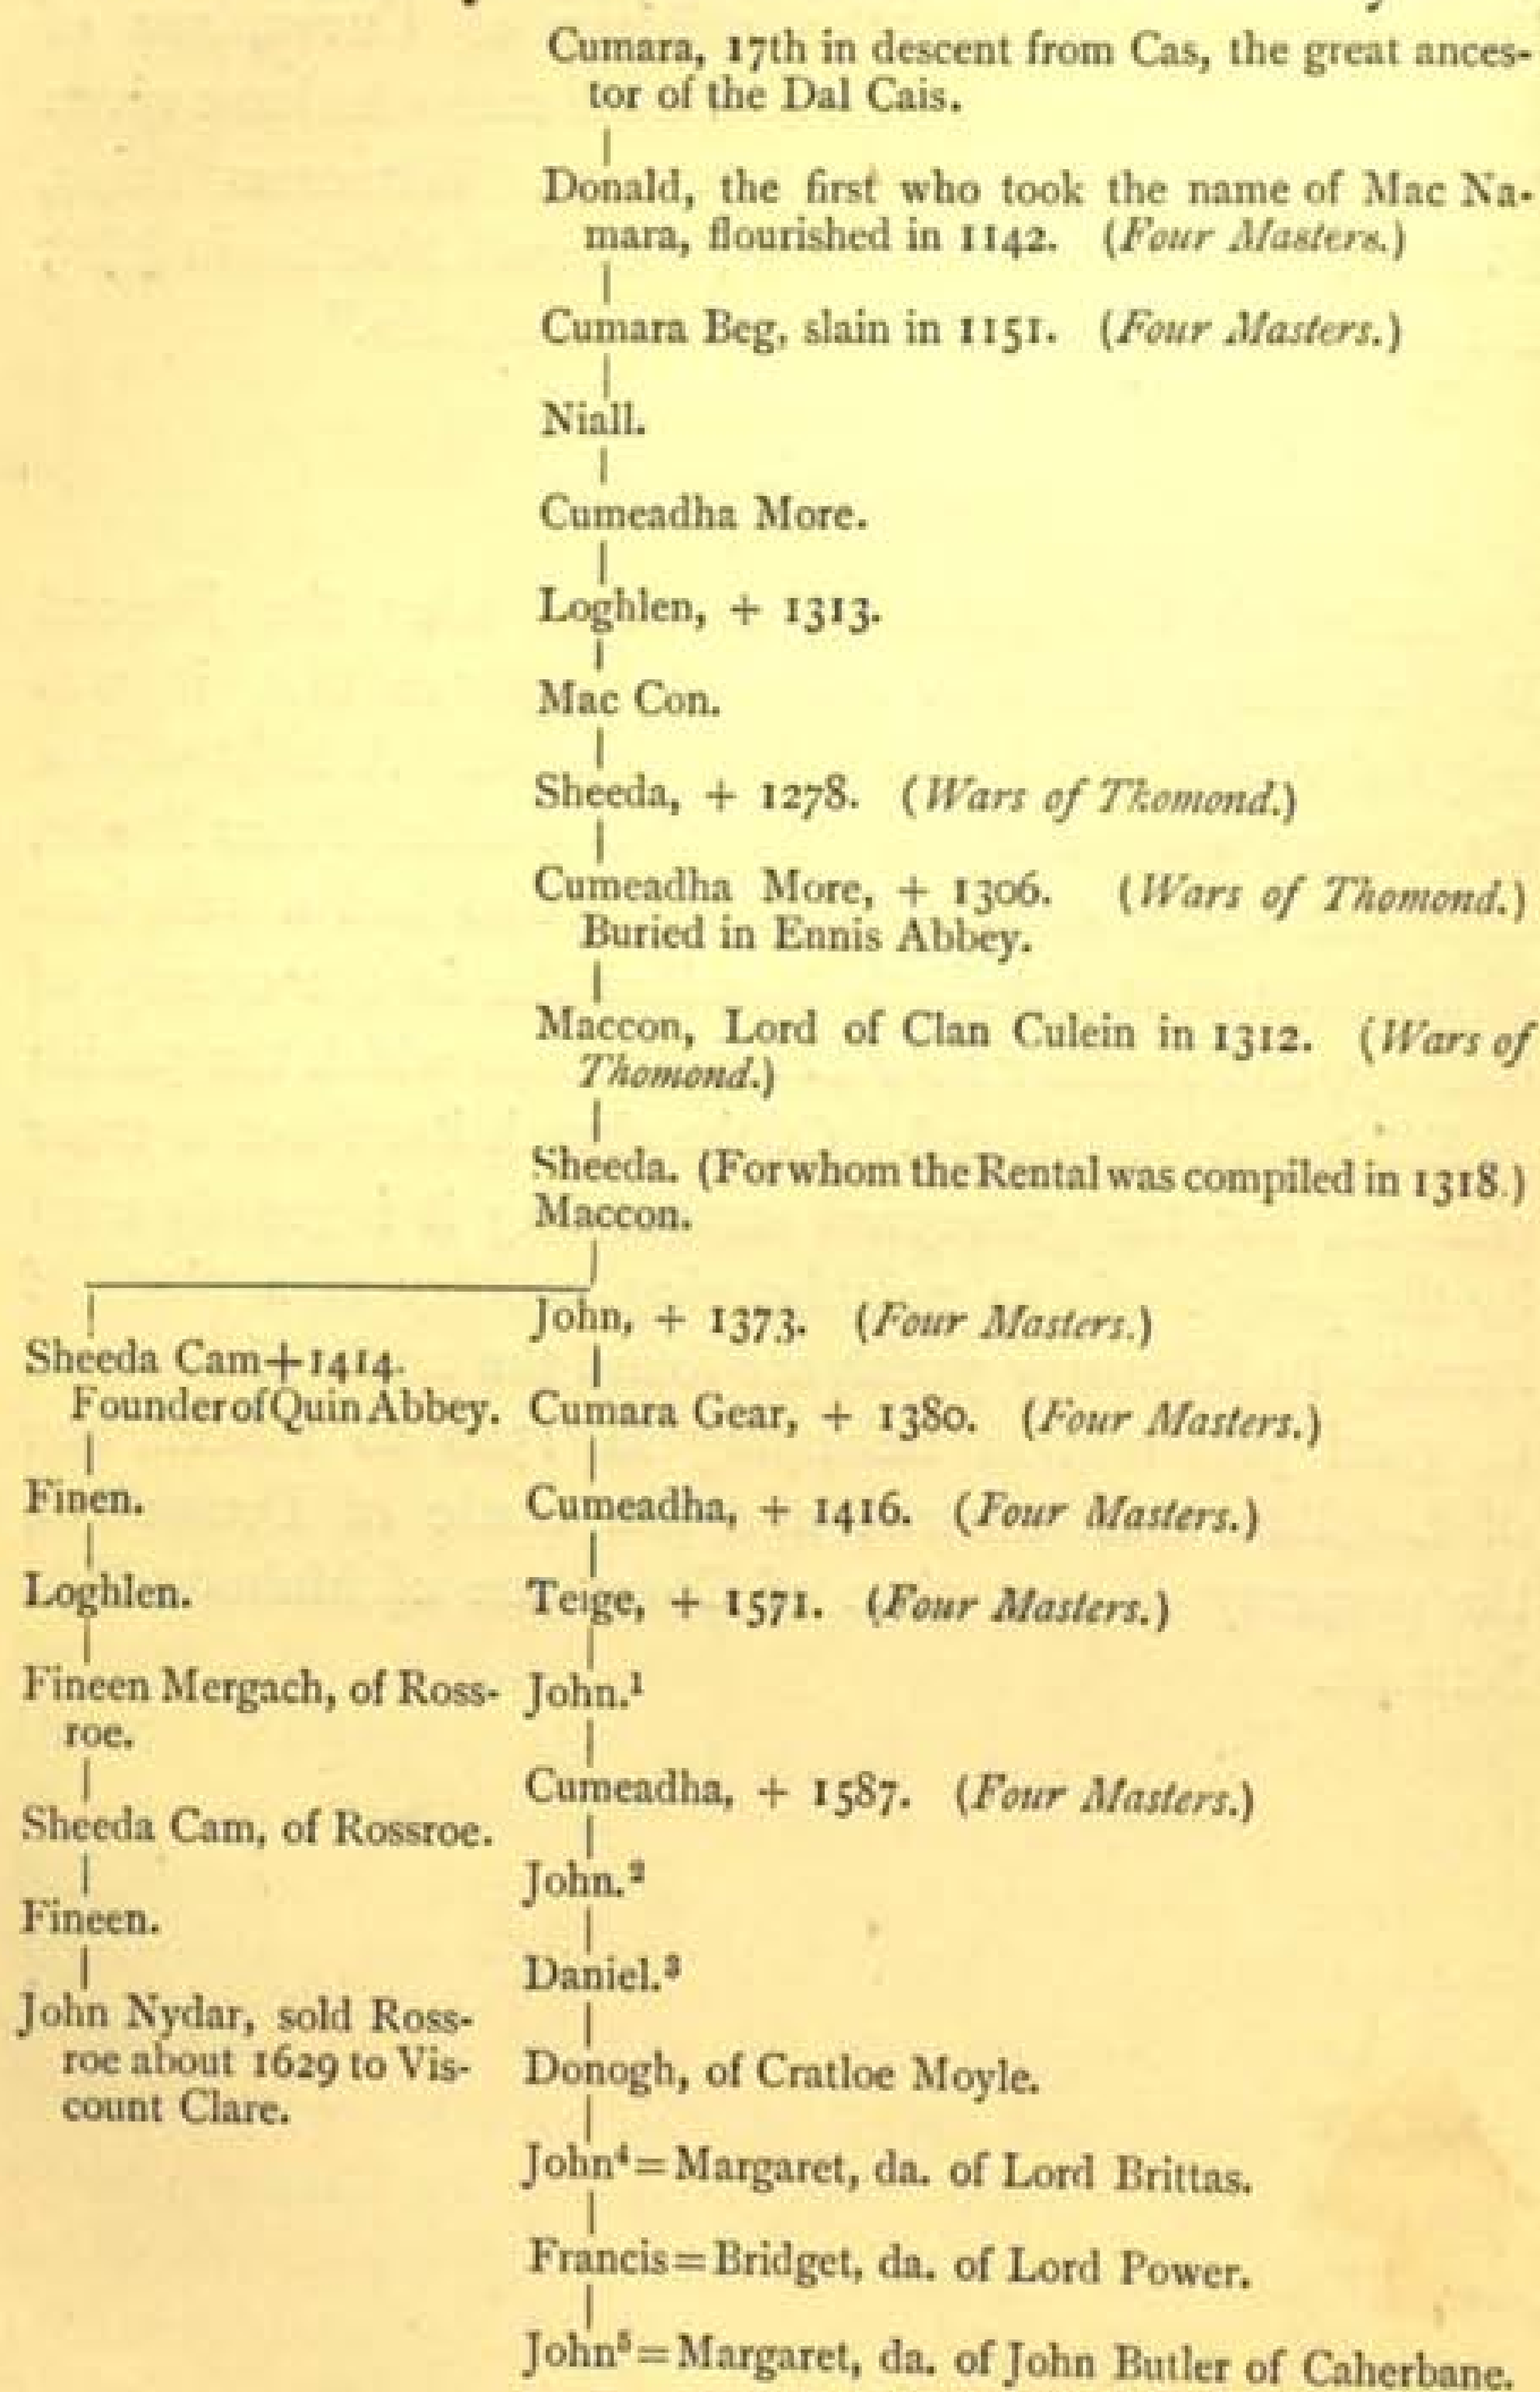 Cumara, 17th in descent from Cas, the great ances-
tor of the Dal Cais.
Donald, the first who took the name of Mac Na-
mara, flourished in 1142. (Four Masters.)
Cumara Beg, slain in 1151. (Four Masters.)
Niall.
Cumeadha More.
Loghlen, + 1313.
Mac Con.
Sheeda, + 1278. (Wars of Thomond.)
Cumeadha More, + 1306. (Wars of Thomond.)
Buried in Ennis Abbey.
Maccon, Lord of Clan Culein in 1312. (Wars of
Thomond.)
Sheeda. (For whom the Rental was compiled in 1318.)
Maccon.
Sheeda Cam+1414.
Founder of Quin Abbey.
Finen.
Loghlen.
Fineen Mergach, of Ross-
roe.
Sheeda Cam, of Rossroe.
Fineen.
John Nydar, sold Ross-
roe about 1629 to Vis-
count Clare.
John, + 1373. (Four Masters.)
Cumara Gear, + 1380. (Four Masters.)
Cumeadha, + 1416. (Four Masters.)
Teige, + 1571. (Four Masters.)
John.¹
Cumeadha, + 1587. (Four Masters.)
John.²
Daniel.³
Donogh, of Cratloe Moyle.
John⁴=Margaret, da. of Lord Brittas.
Francis=Bridget, da. of Lord Power.
John⁵=Margaret, da. of John Butler of Caherbane.